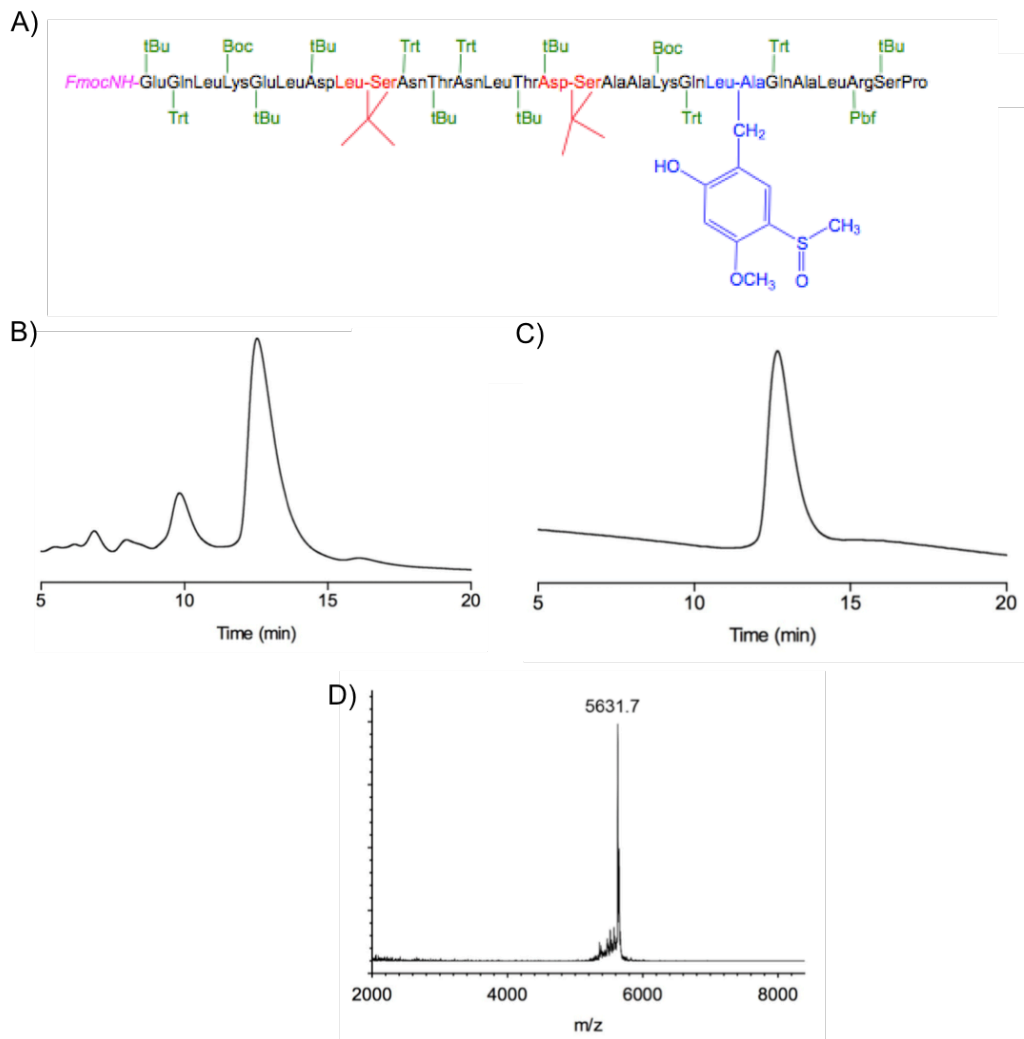 A)
tBu Boc tBu Trt Trt tBu Boc Trt tBu
FmocNH-GluGlnLeuLysGluLeuAspLeu-SerAsnThrAsnLeuThrAsp-SerAlaAlaLysGlnLeu-AlaGlnAlaLeuArgSerPro
Trt tBu tBu tBu Trt Pbf
CH2
HO
CH3
S
OCH3
O
B)
5 10 15 20
Time (min)
C)
5 10 15 20
Time (min)
D)
5631.7
2000 4000 6000 8000
m/z